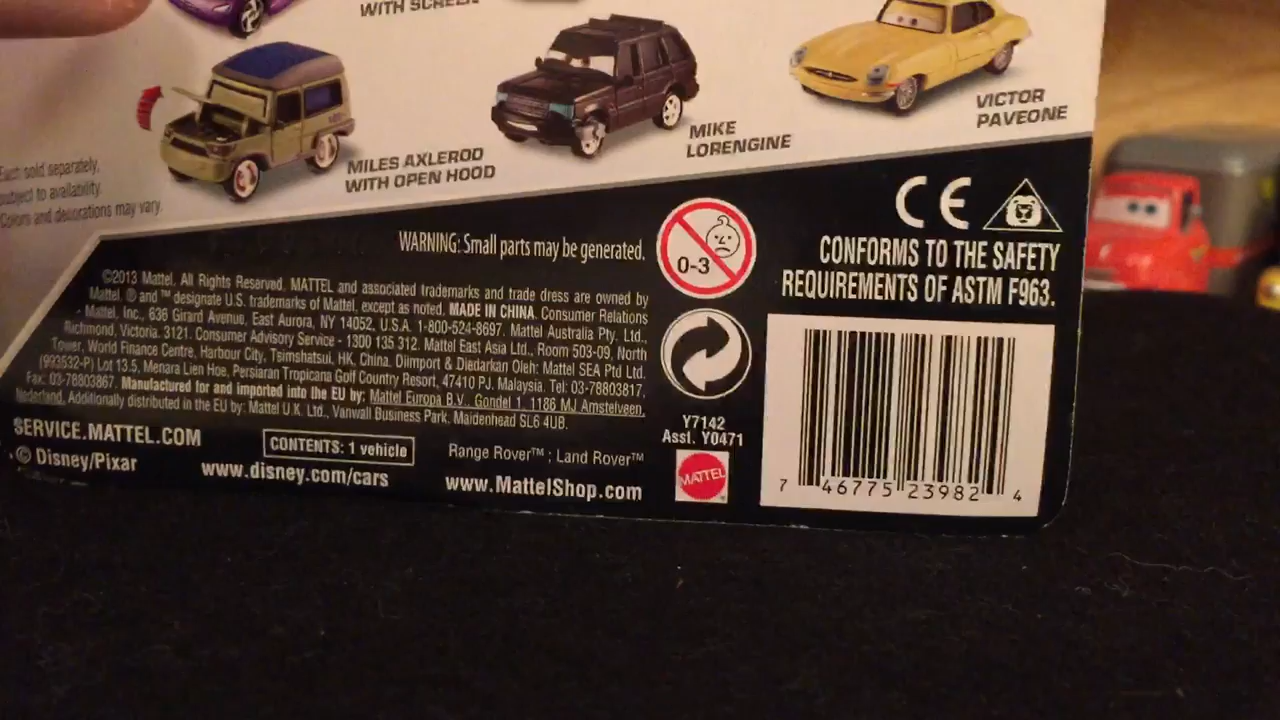 WITH SCREEN
MILES AXLEROD
WITH OPEN HOOD
MIKE
LORENGINE
VICTOR
PAVEONE
Each sold separately,
subject to availability.
Colors and decorations may vary.
WARNING: Small parts may be generated.
0-3
CE
CONFORMS TO THE SAFETY
REQUIREMENTS OF ASTM F963.
©2013 Mattel. All Rights Reserved. MATTEL and associated trademarks and trade dress are owned by
Mattel. ® and ™ designate U.S. trademarks of Mattel, except as noted. MADE IN CHINA. Consumer Relations
- Mattel, Inc., 636 Girard Avenue, East Aurora, NY 14052, U.S.A. 1-800-524-8697. Mattel Australia Pty. Ltd.,
Richmond, Victoria. 3121. Consumer Advisory Service - 1300 135 312. Mattel East Asia Ltd., Room 503-09, North
Tower, World Finance Centre, Harbour City, Tsimshatsui, HK, China. Diimport & Diedarkan Oleh: Mattel SEA Ptd Ltd.
(993532-P) Lot 13.5, Menara Lien Hoe, Persiaran Tropicana Golf Country Resort, 47410 PJ. Malaysia. Tel: 03-78803817,
Fax: 03-78803867. Manufactured for and imported into the EU by: Mattel Europa B.V., Gondel 1, 1186 MJ Amstelveen,
Nederland. Additionally distributed in the EU by: Mattel U.K. Ltd., Vanwall Business Park, Maidenhead SL6 4UB.
SERVICE.MATTEL.COM
CONTENTS: 1 vehicle
Range Rover™ ; Land Rover™
© Disney/Pixar
www.disney.com/cars
www.MattelShop.com
Y7142
Asst. Y0471
MATTEL
7 46775 23982 4